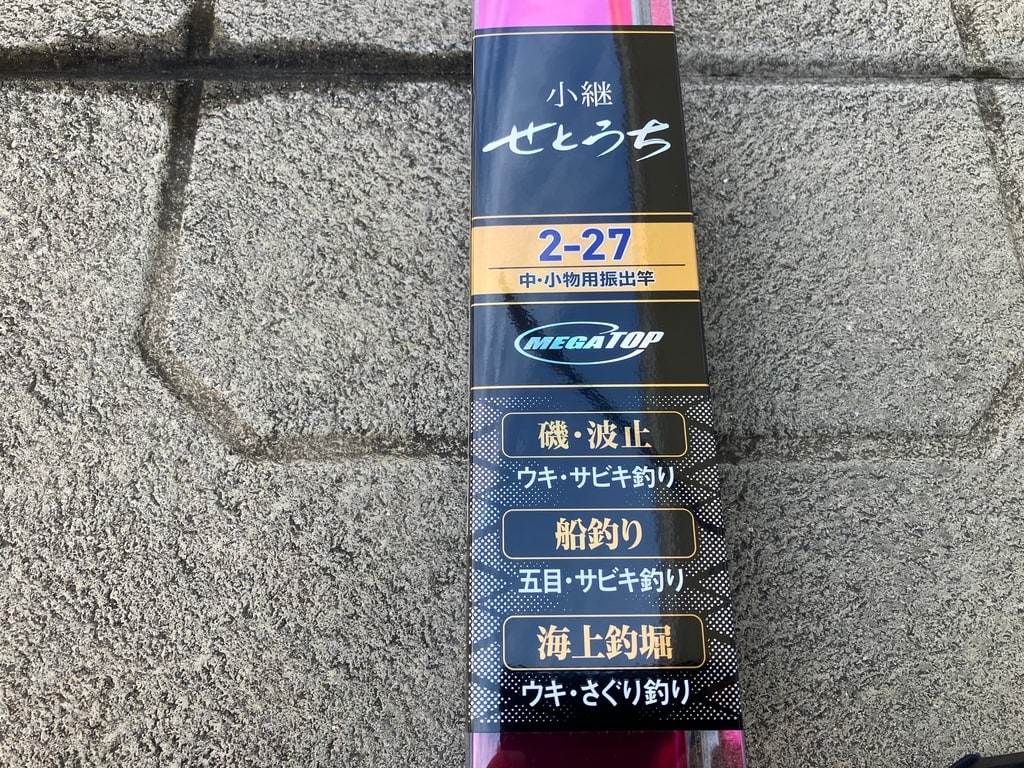 小継
せとうち
2-27
中・小物用振出竿
MEGATOP
磯・波止
ウキ・サビキ釣り
船釣り
五目・サビキ釣り
海上釣堀
ウキ・さぐり釣り